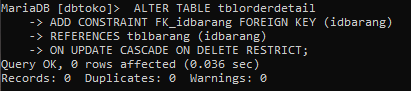 MariaDB [dbtoko]>  ALTER TABLE tblorderdetail
    -> ADD CONSTRAINT FK_idbarang FOREIGN KEY (idbarang)
    -> REFERENCES tblbarang (idbarang)
    -> ON UPDATE CASCADE ON DELETE RESTRICT;
Query OK, 0 rows affected (0.036 sec)
Records: 0  Duplicates: 0  Warnings: 0